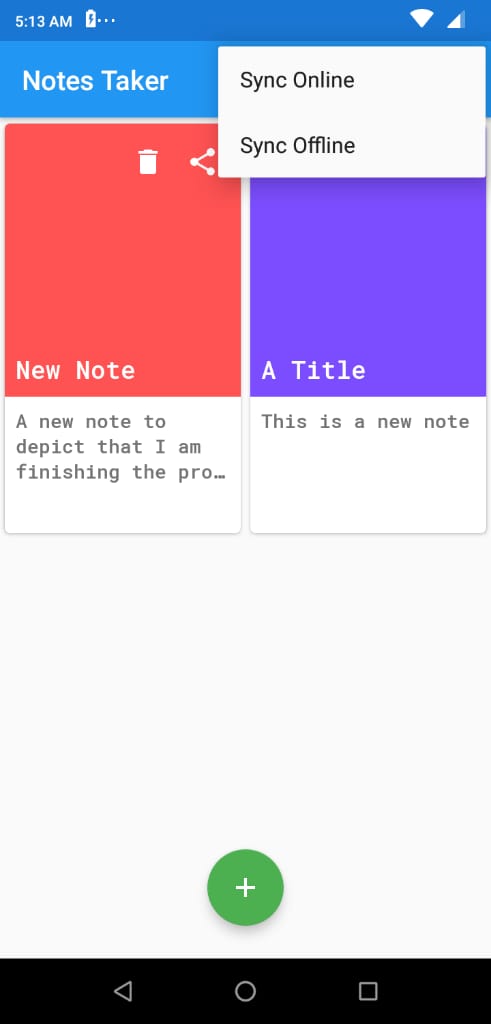 5:13 AM
Notes Taker
Sync Online
Sync Offline
New Note
A new note to
depict that I am
finishing the pro…
A Title
This is a new note